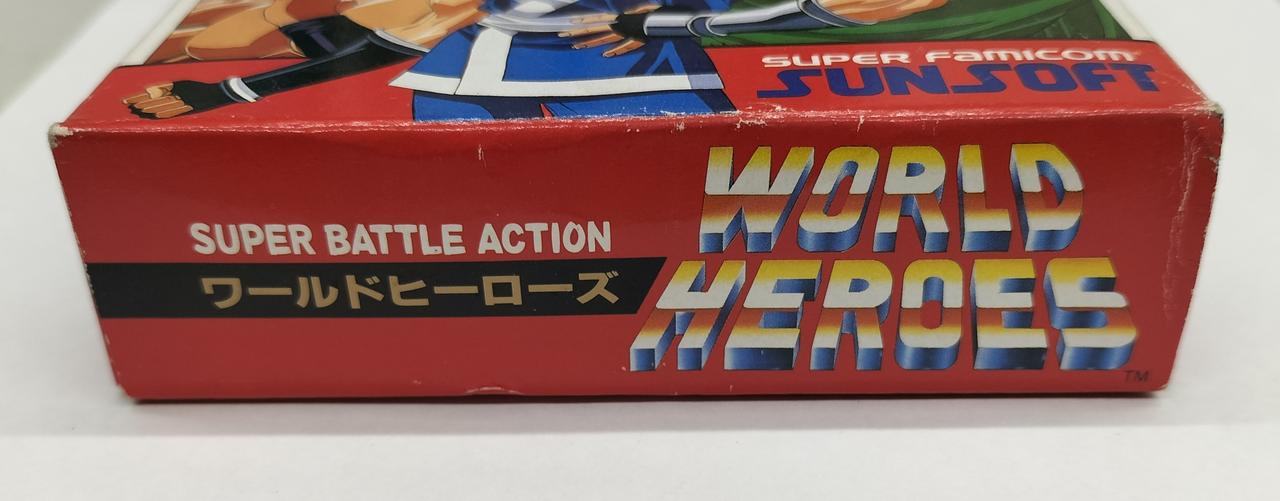 SUPER FAMICOM
SUNSOFT
WORLD
HEROES
TM
SUPER BATTLE ACTION
ワールドヒーローズ